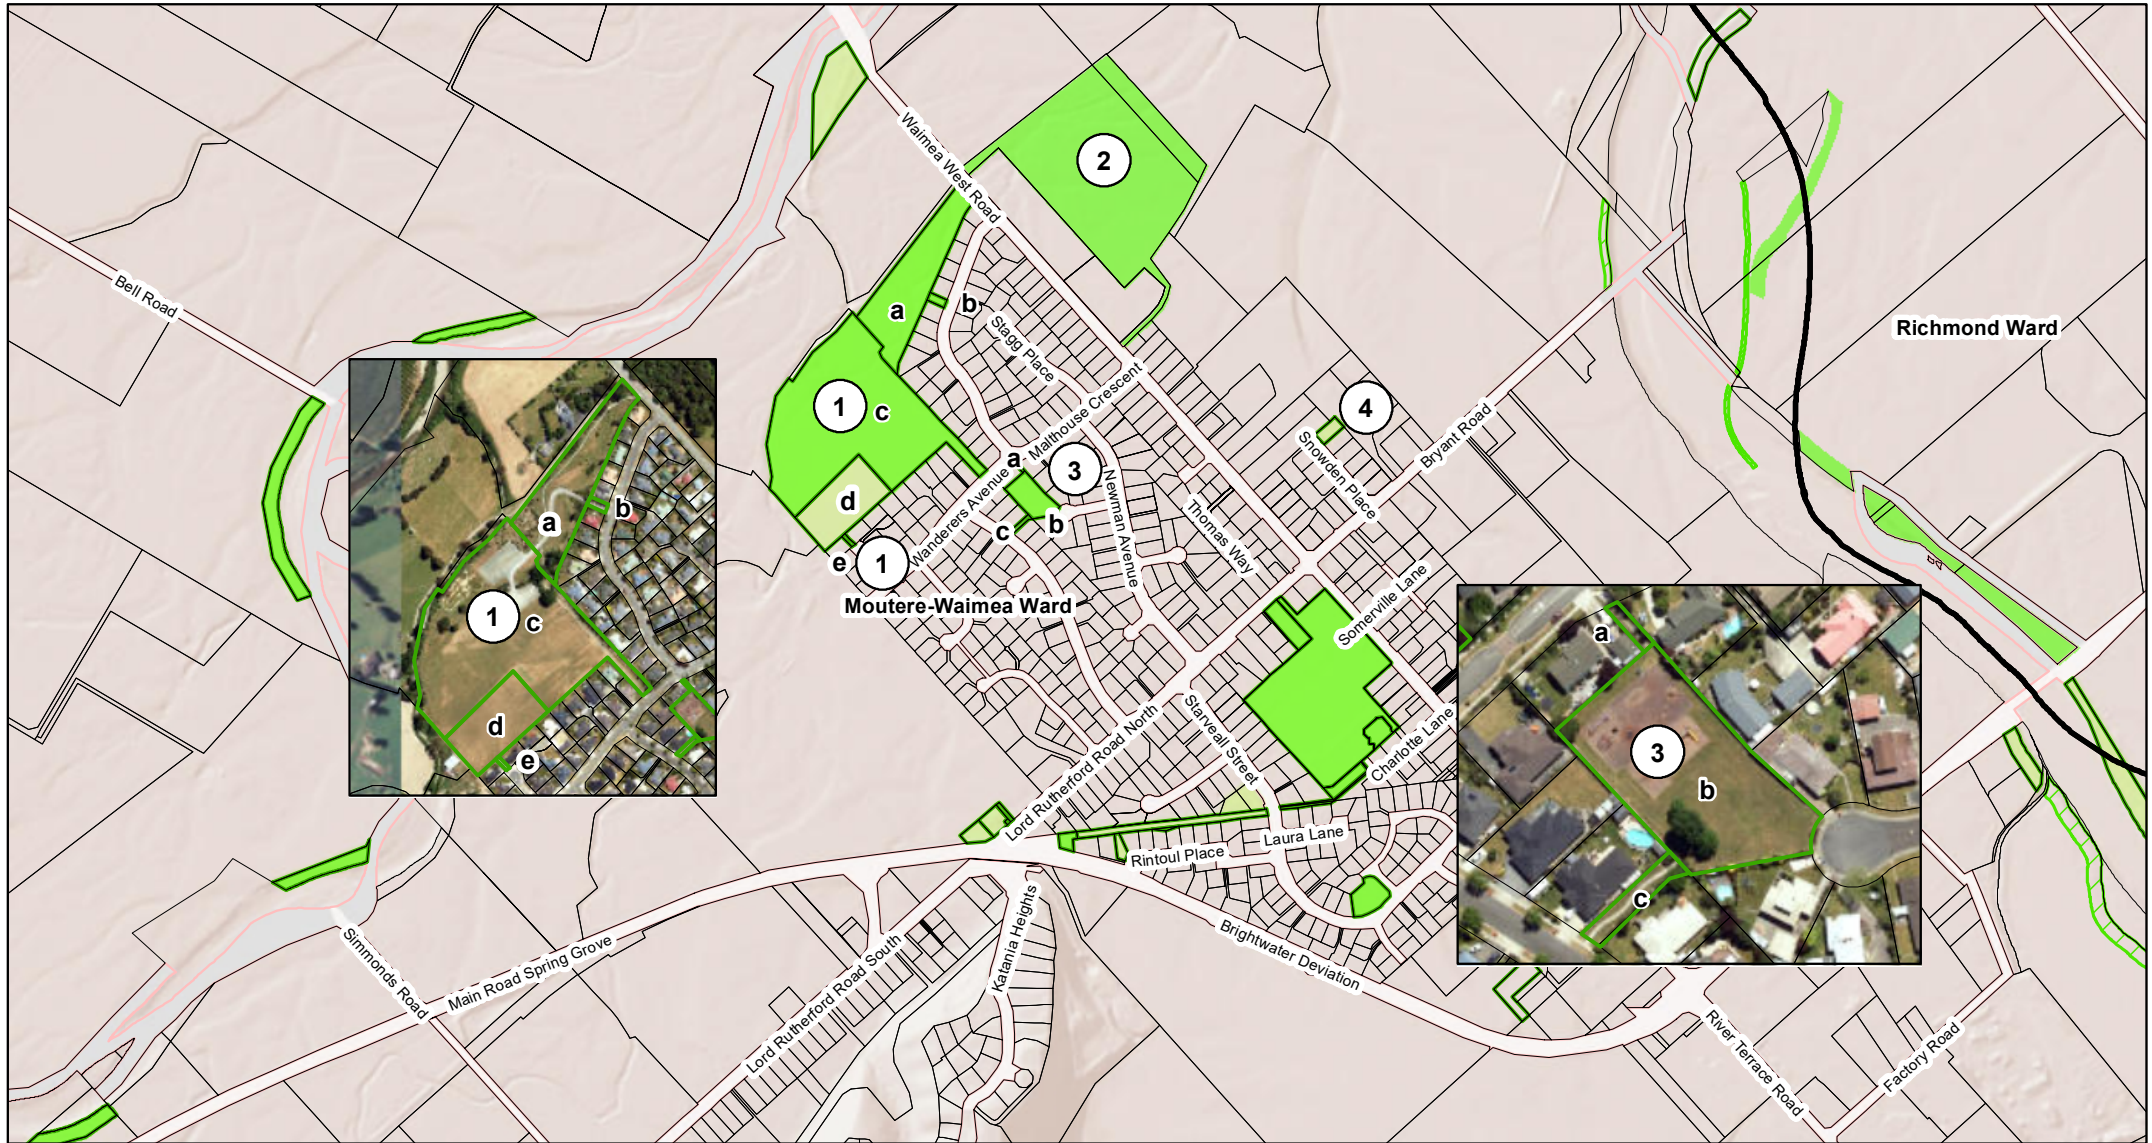 Waimea West Road
2
Bell Road
Richmond Ward
a
b
Stagg Place
1
c
Malthouse Crescent
4
a
3
Snowden Place
Bryant Road
d
Wanderers Avenue
Newman Avenue
Thomas Way
c
b
e
1
Moutere-Waimea Ward
Somerville Lane
a
b
1
c
d
e
a
3
b
c
Lord Rutherford Road North
Starveall Street
Charlotte Lane
Rintoul Place
Laura Lane
Katania Heights
Brightwater Deviation
Simmonds Road
Main Road Spring Grove
Lord Rutherford Road South
River Terrace Road
Factory Road